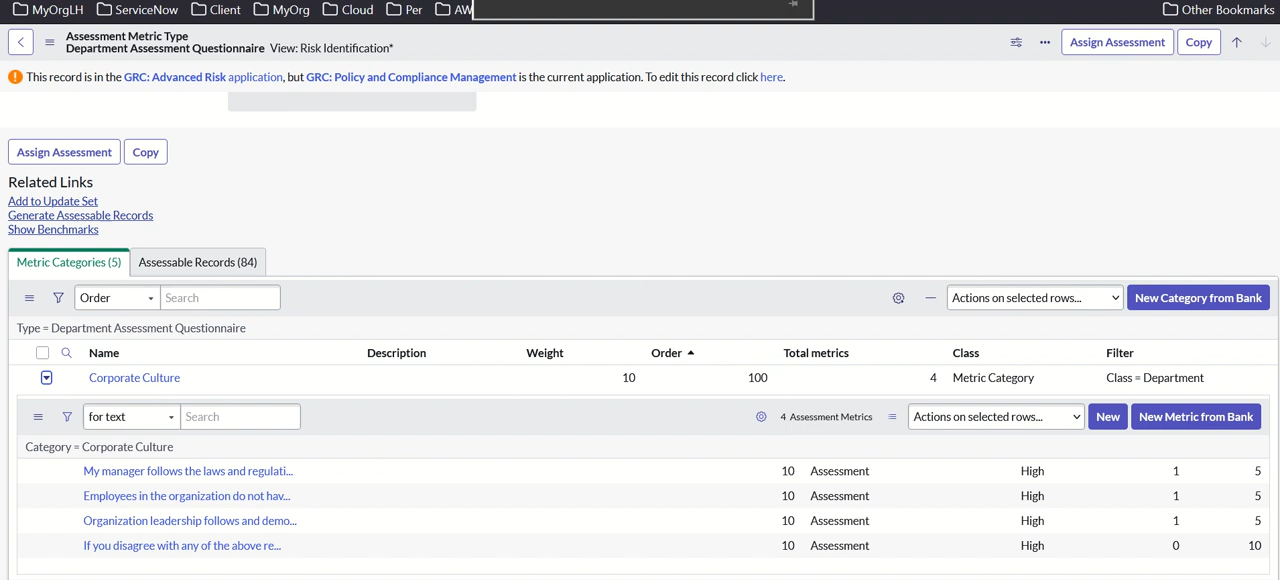 MyOrgLH ServiceNow Client MyOrg Cloud Per AW Other Bookmarks
Assessment Metric Type
Department Assessment Questionnaire View: Risk Identification*
Assign Assessment Copy
This record is in the GRC: Advanced Risk application, but GRC: Policy and Compliance Management is the current application. To edit this record click here.
Assign Assessment Copy
Related Links
Add to Update Set
Generate Assessable Records
Show Benchmarks
Metric Categories (5) Assessable Records (84)
Order Search Actions on selected rows... New Category from Bank
Type = Department Assessment Questionnaire
Name Description Weight Order Total metrics Class Filter
Corporate Culture 10 100 4 Metric Category Class = Department
for text Search 4 Assessment Metrics Actions on selected rows... New New Metric from Bank
Category = Corporate Culture
My manager follows the laws and regulati... 10 Assessment High 1 5
Employees in the organization do not hav... 10 Assessment High 1 5
Organization leadership follows and demo... 10 Assessment High 1 5
If you disagree with any of the above re... 10 Assessment High 0 10